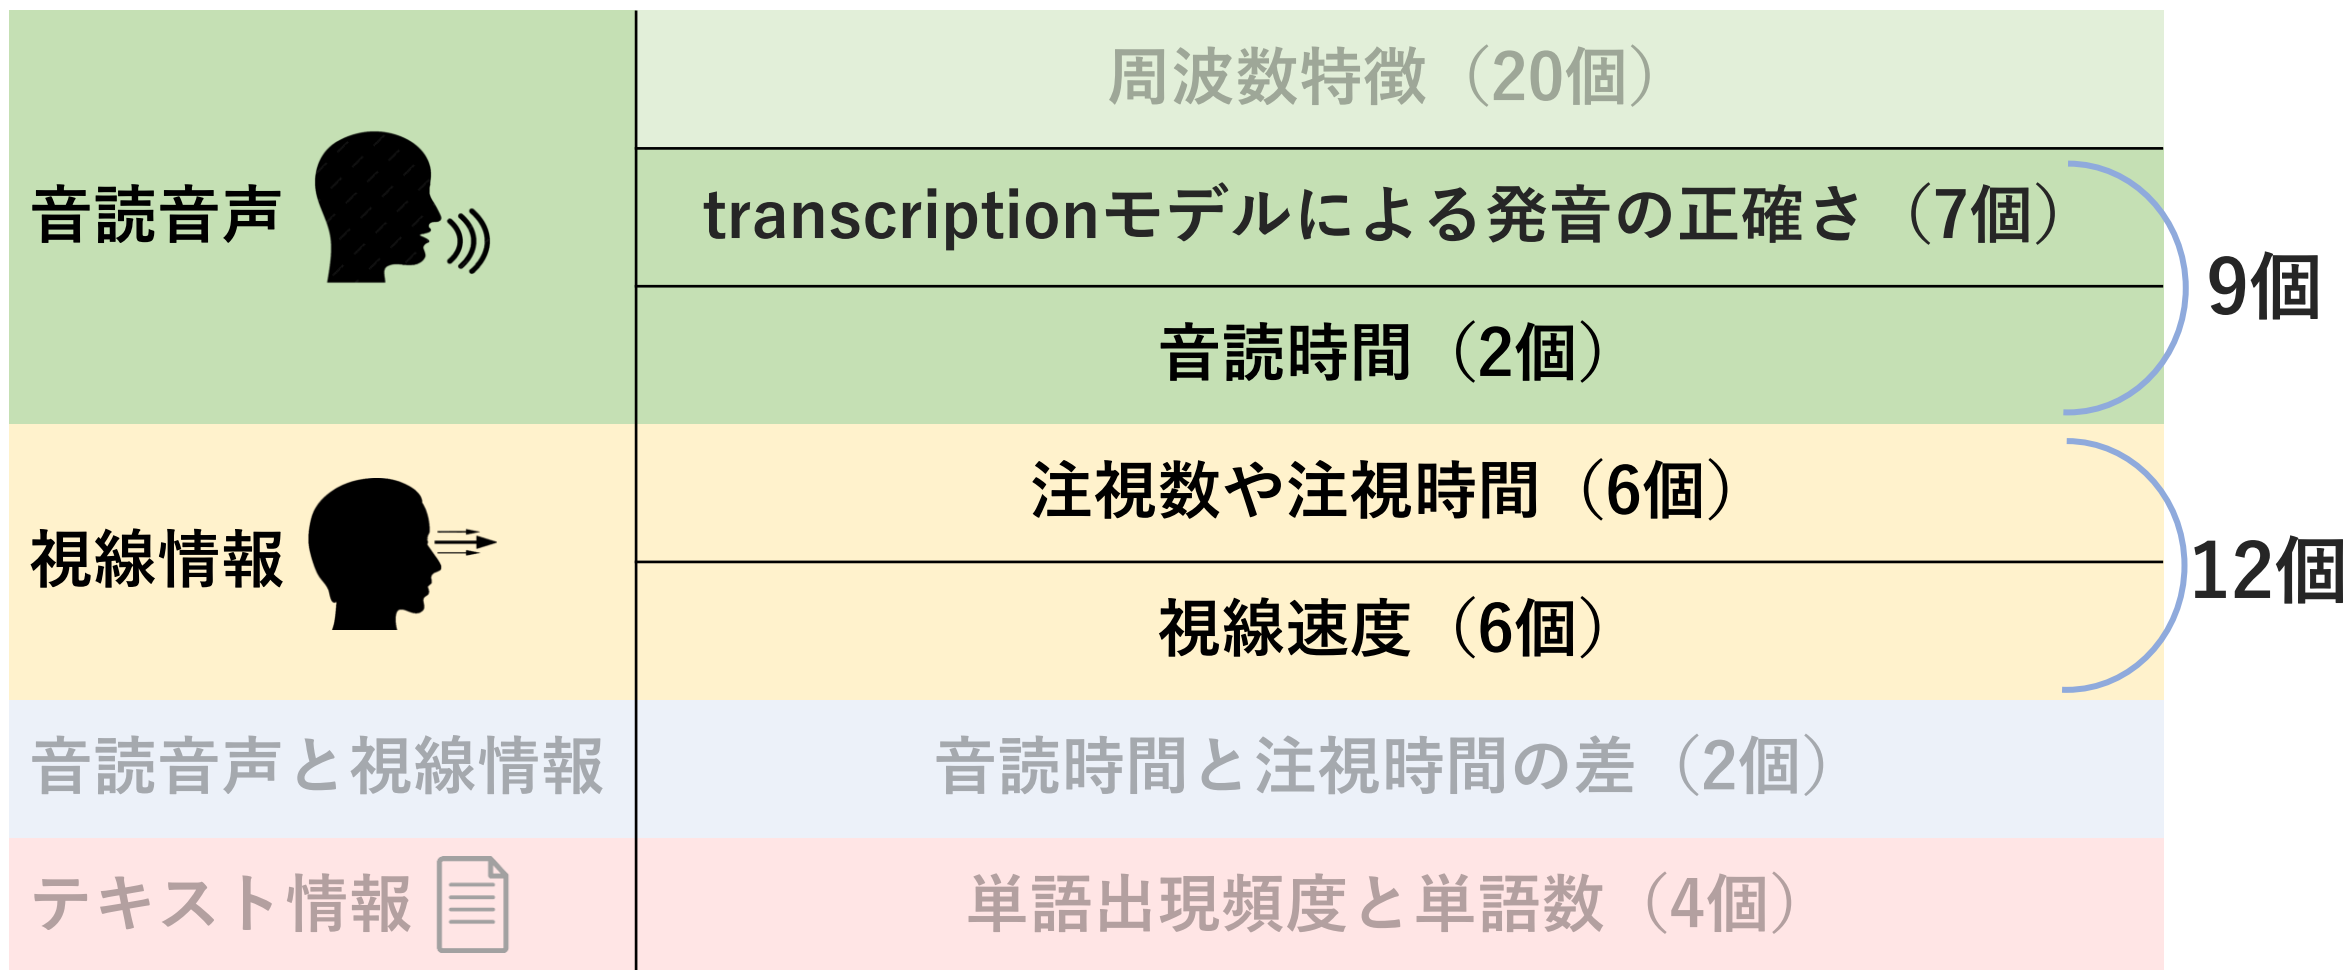 周波数特徴（20個）
音読音声
transcriptionモデルによる発音の正確さ（7個）
音読時間（2個）
9個
視線情報
注視数や注視時間（6個）
視線速度（6個）
12個
音読音声と視線情報
音読時間と注視時間の差（2個）
テキスト情報
単語出現頻度と単語数（4個）